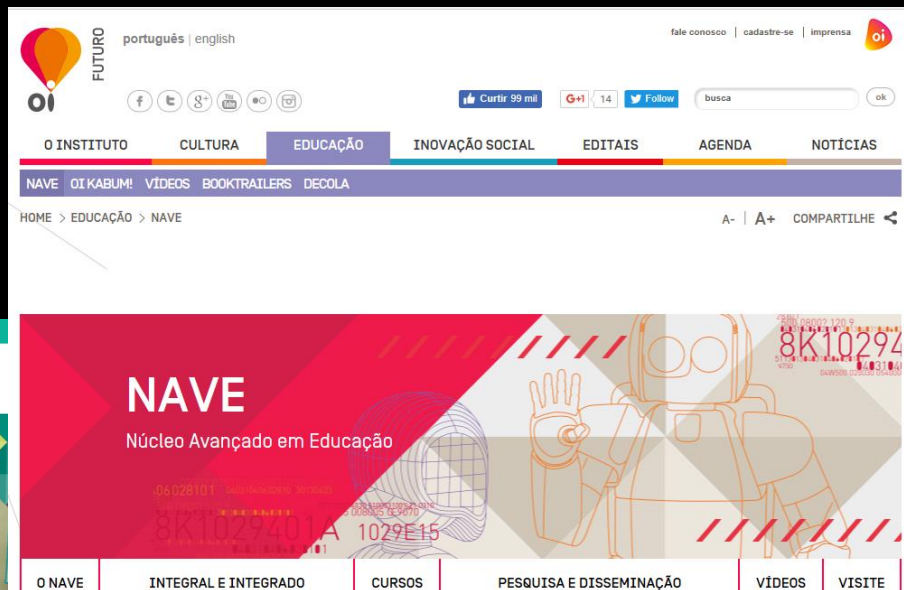 FUTURO
oi
português | english
fale conosco | cadastre-se | imprensa
oi
Curtir 99 mil
G+1 14
Follow
busca
ok
O INSTITUTO CULTURA EDUCAÇÃO INOVAÇÃO SOCIAL EDITAIS AGENDA NOTÍCIAS
NAVE OI KABUM! VÍDEOS BOOKTRAILERS DECOLA
HOME > EDUCAÇÃO > NAVE
A- | A+ COMPARTILHE
NAVE
Núcleo Avançado em Educação
8K10294
06028101
8K1029401A
1029E15
O NAVE INTEGRAL E INTEGRADO CURSOS PESQUISA E DISSEMINAÇÃO VÍDEOS VISITE